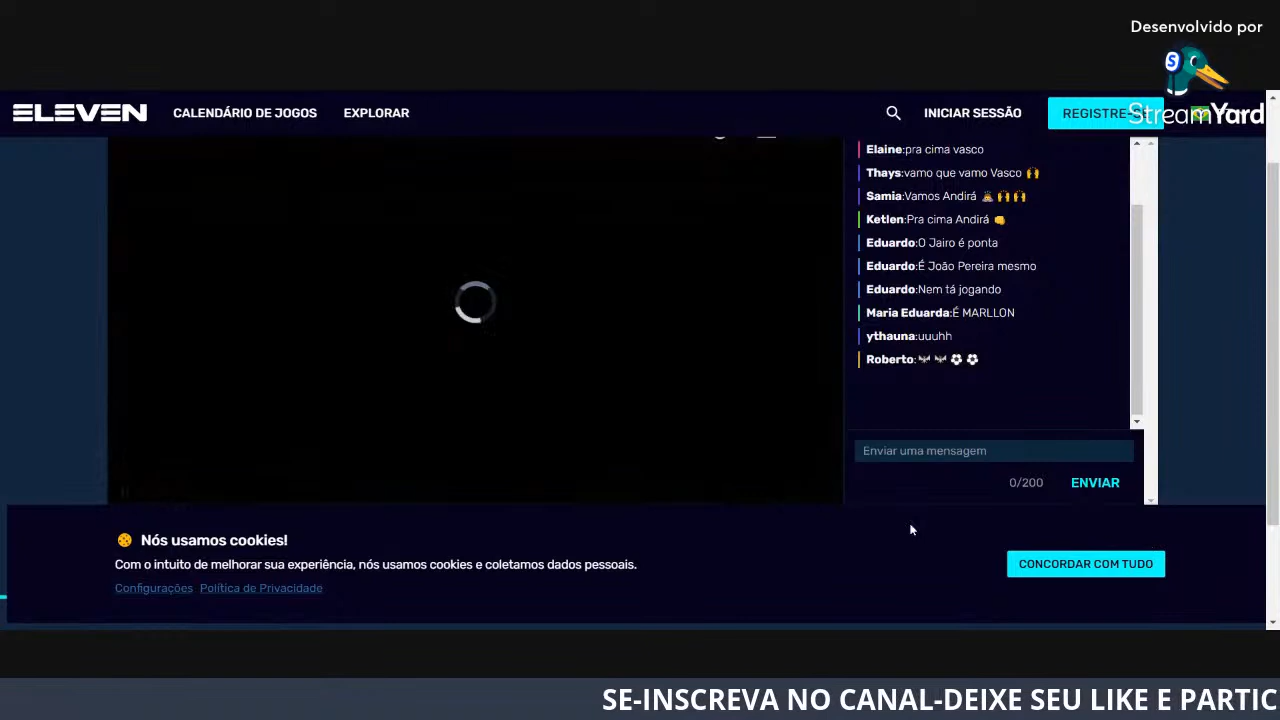 Desenvolvido por
StreamYard
ELEVEN
CALENDÁRIO DE JOGOS
EXPLORAR
INICIAR SESSÃO
Elaine:pra cima vasco
Thays:vamo que vamo Vasco 🙌
Samia:Vamos Andirá 🙏🙌🙌
Ketlen:Pra cima Andirá 👊
Eduardo:O Jairo é ponta
Eduardo:É João Pereira mesmo
Eduardo:Nem tá jogando
Maria Eduarda:É MARLLON
ythauna:uuuhh
Roberto:🦇 🦇 ⚽ ⚽
Enviar uma mensagem
0/200
ENVIAR
🍪 Nós usamos cookies!
Com o intuito de melhorar sua experiência, nós usamos cookies e coletamos dados pessoais.
Configurações Política de Privacidade
CONCORDAR COM TUDO
SE-INSCREVA NO CANAL-DEIXE SEU LIKE E PARTIC